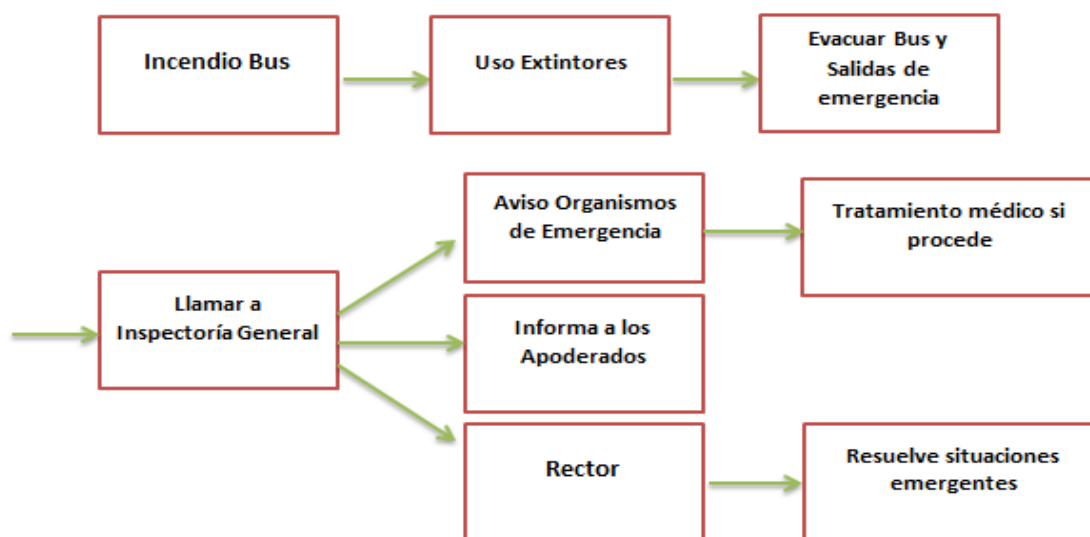 Incendio Bus
Uso Extintores
Evacuar Bus y
Salidas de
emergencia
Aviso Organismos
de Emergencia
Tratamiento médico si
procede
Llamar a
Inspectoría General
Informa a los
Apoderados
Rector
Resuelve situaciones
emergentes